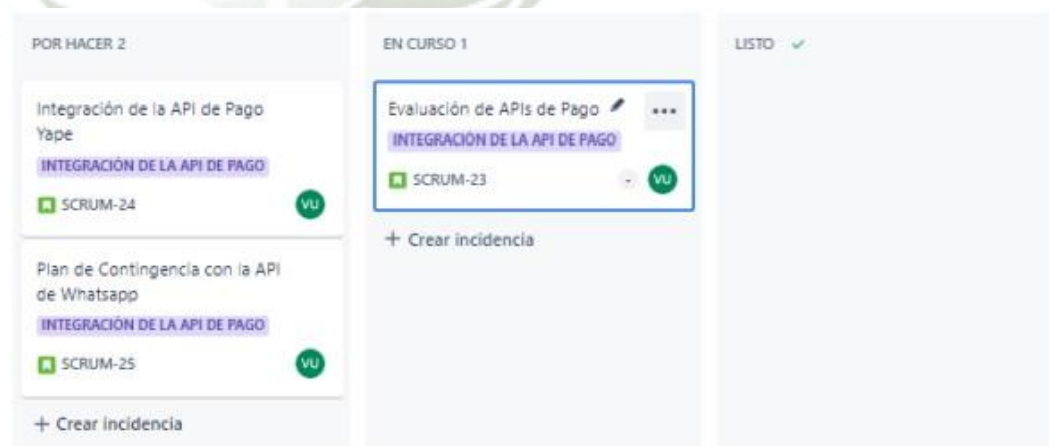 POR HACER 2
Integración de la API de Pago
Yape
INTEGRACIÓN DE LA API DE PAGO
SCRUM-24
VU
Plan de Contingencia con la API
de Whatsapp
INTEGRACIÓN DE LA API DE PAGO
SCRUM-25
VU
+ Crear incidencia
EN CURSO 1
Evaluación de APIs de Pago
INTEGRACIÓN DE LA API DE PAGO
SCRUM-23
-
VU
+ Crear incidencia
LISTO